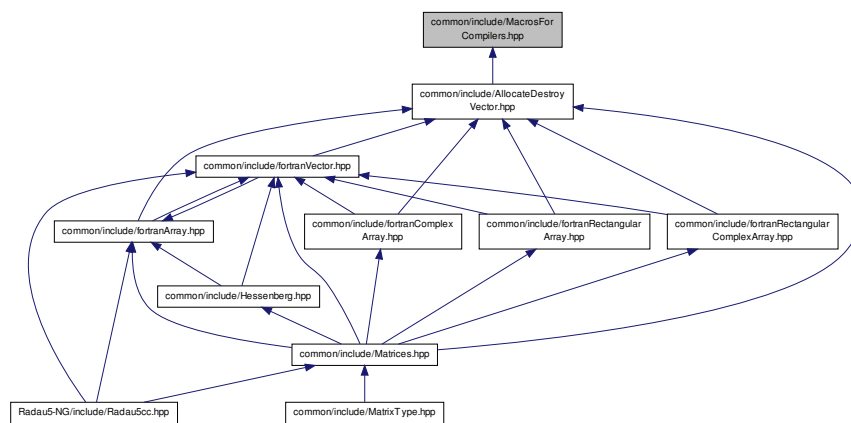 common/include/MacrosFor
Compilers.hpp
common/include/AllocateDestroy
Vector.hpp
common/include/fortranVector.hpp
common/include/fortranArray.hpp
common/include/fortranComplex
Array.hpp
common/include/fortranRectangular
Array.hpp
common/include/fortranRectangular
ComplexArray.hpp
common/include/Hessenberg.hpp
common/include/Matrices.hpp
Radau5-NG/include/Radau5cc.hpp
common/include/MatrixType.hpp